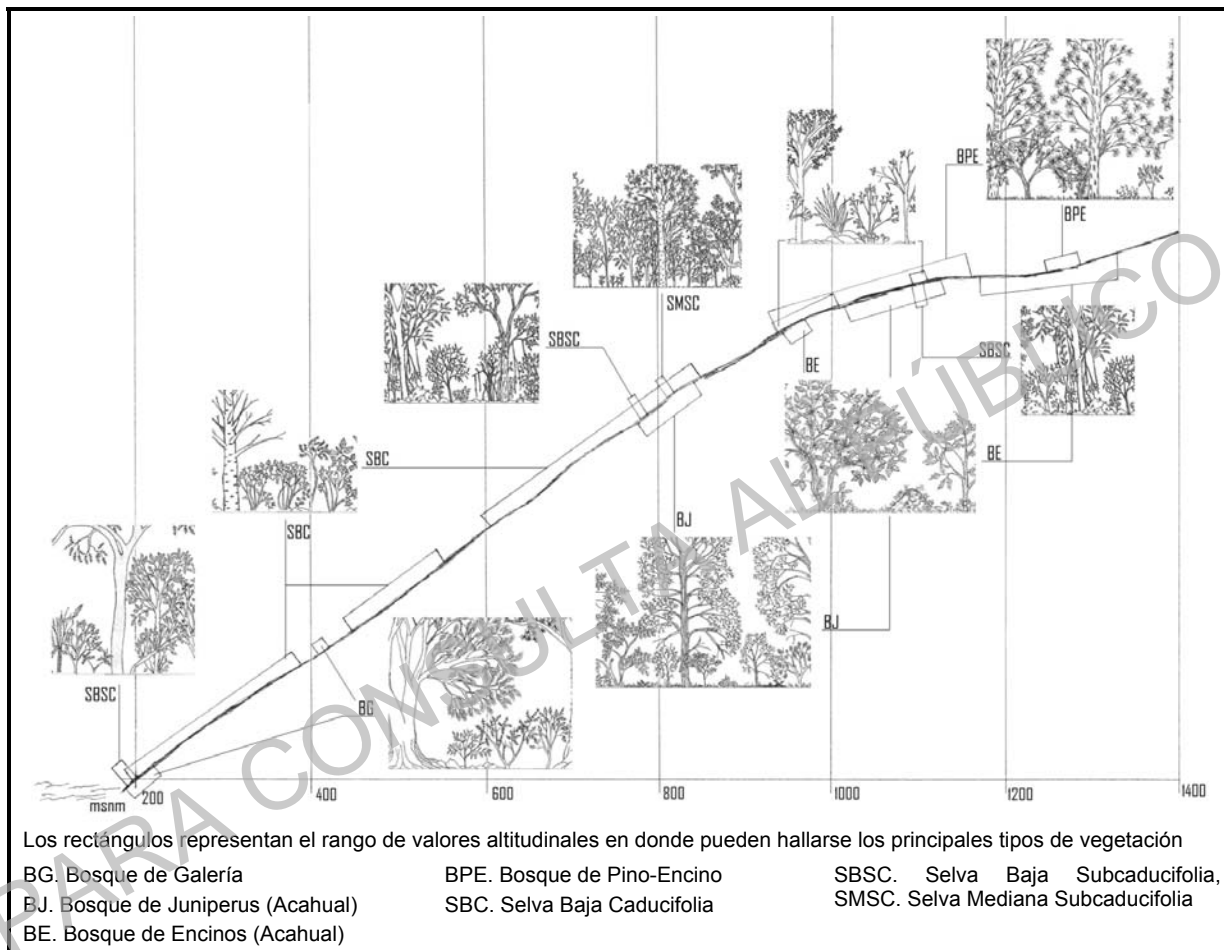 BPE
BPE
SMSC
SBSC
SBSC
BE
SBC
BE
SBC
BJ
BJ
SBSC
BG
msnm
200
400
600
800
1000
1200
1400
PARA CONSULTA AL PÚBLICO
Los rectángulos representan el rango de valores altitudinales en donde pueden hallarse los principales tipos de vegetación
BG. Bosque de Galería
BPE. Bosque de Pino-Encino
SBSC. Selva Baja Subcaducifolia,
BJ. Bosque de Juniperus (Acahual)
SBC. Selva Baja Caducifolia
SMSC. Selva Mediana Subcaducifolia
BE. Bosque de Encinos (Acahual)